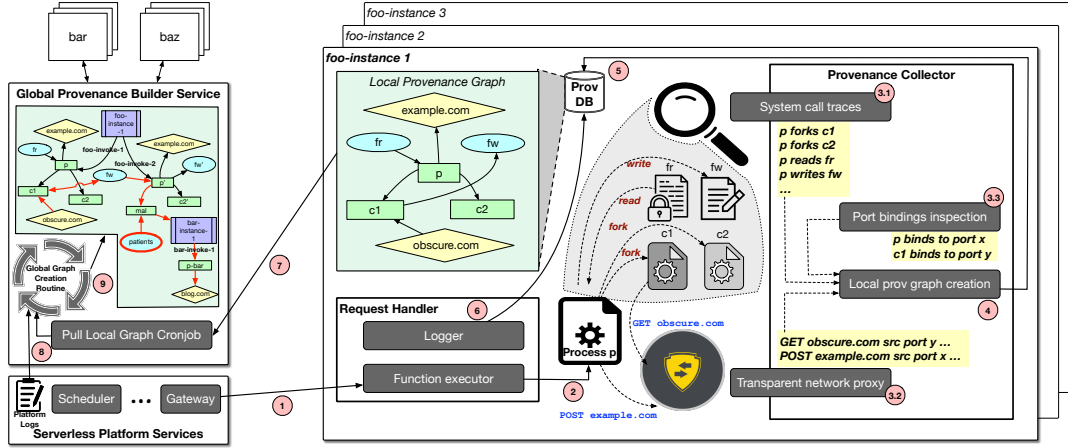 foo-instance 3
foo-instance 2
foo-instance 1
bar
baz
Global Provenance Builder Service
example.com
foo-
instance
-1
example.com
fr
foo-invoke-1
foo-invoke-2
p
fw
p'
fw'
c1
c2
c2'
mal
obscure.com
bar-
instance-
1
patients
bar-invoke-1
p-bar
blog.com
Global Graph
Creation
Routine
9
7
8
Pull Local Graph Cronjob
Platform
Logs
Scheduler
...
Gateway
Serverless Platform Services
1
Local Provenance Graph
example.com
fr
fw
p
c1
c2
obscure.com
Prov
DB
5
Request Handler
6
Logger
Function executor
2
Process p
write
fr
fw
read
fork
c1
c2
fork
GET obscure.com
POST example.com
Provenance Collector
3.1
System call traces
p forks c1
p forks c2
p reads fr
p writes fw
...
3.3
Port bindings inspection
p binds to port x
c1 binds to port y
Local prov graph creation
4
GET obscure.com src port y ...
POST example.com src port x ...
Transparent network proxy
3.2